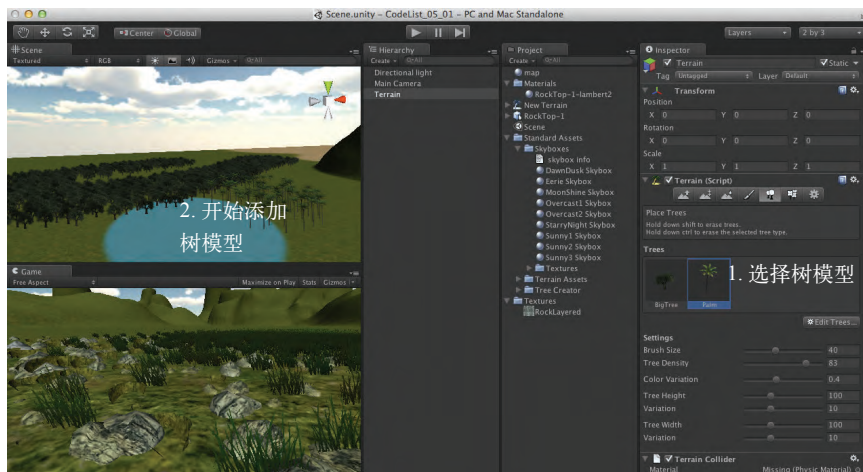 Scene.unity - CodeList_05_01 - PC and Mac Standalone
Center Global
Layers 2 by 3
Scene
Textured RGB Gizmos All
2. 开始添加
树模型
Game
Free Aspect Maximize on Play Stats Gizmos
Hierarchy
Create All
Directional light
Main Camera
Terrain
Project
Create All
map
Materials
RockTop-1-lambert2
New Terrain
RockTop-1
Scene
Standard Assets
Skyboxes
skybox info
DawnDusk Skybox
Eerie Skybox
MoonShine Skybox
Overcast1 Skybox
Overcast2 Skybox
StarryNight Skybox
Sunny1 Skybox
Sunny2 Skybox
Sunny3 Skybox
Textures
Terrain Assets
Tree Creator
Textures
RockLayered
Inspector
Terrain Static
Tag Untagged Layer Default
Transform
Position
X 0 Y 0 Z 0
Rotation
X 0 Y 0 Z 0
Scale
X 1 Y 1 Z 1
Terrain (Script)
Place Trees
Hold down shift to erase trees.
Hold down ctrl to erase the selected tree type.
Trees
1. 选择树模型
BigTree Palm
Edit Trees...
Settings
Brush Size 40
Tree Density 83
Color Variation 0.4
Tree Height 100
Variation 10
Tree Width 100
Variation 10
Terrain Collider
Material Missing (Physic Material)